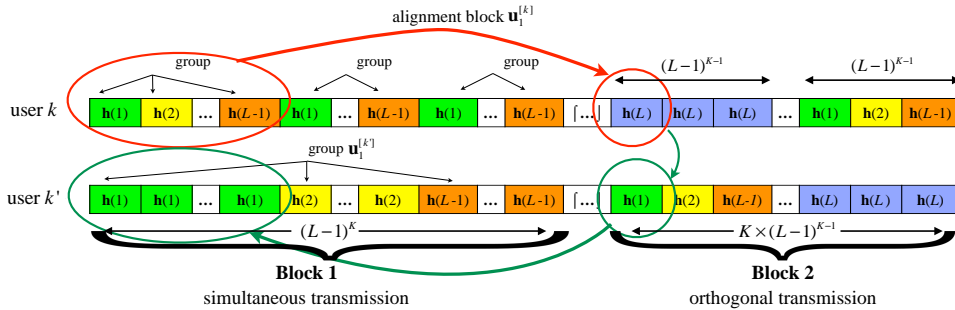 alignment block u₁^[k]
group group group (L−1)^{K−1} (L−1)^{K−1}
user k h(1) h(2) ... h(L-1) h(1) ... h(L-1) h(1) ... h(L-1) ⌈...⌋ h(L) h(L) h(L) ... h(1) h(2) h(L-1)
group u₁^[k']
user k' h(1) h(1) ... h(1) h(2) ... h(2) h(L-1) ... h(L-1) ⌈...⌋ h(1) h(2) h(L-1) ... h(L) h(L) h(L)
(L−1)^K K×(L−1)^{K−1}
Block 1 Block 2
simultaneous transmission orthogonal transmission